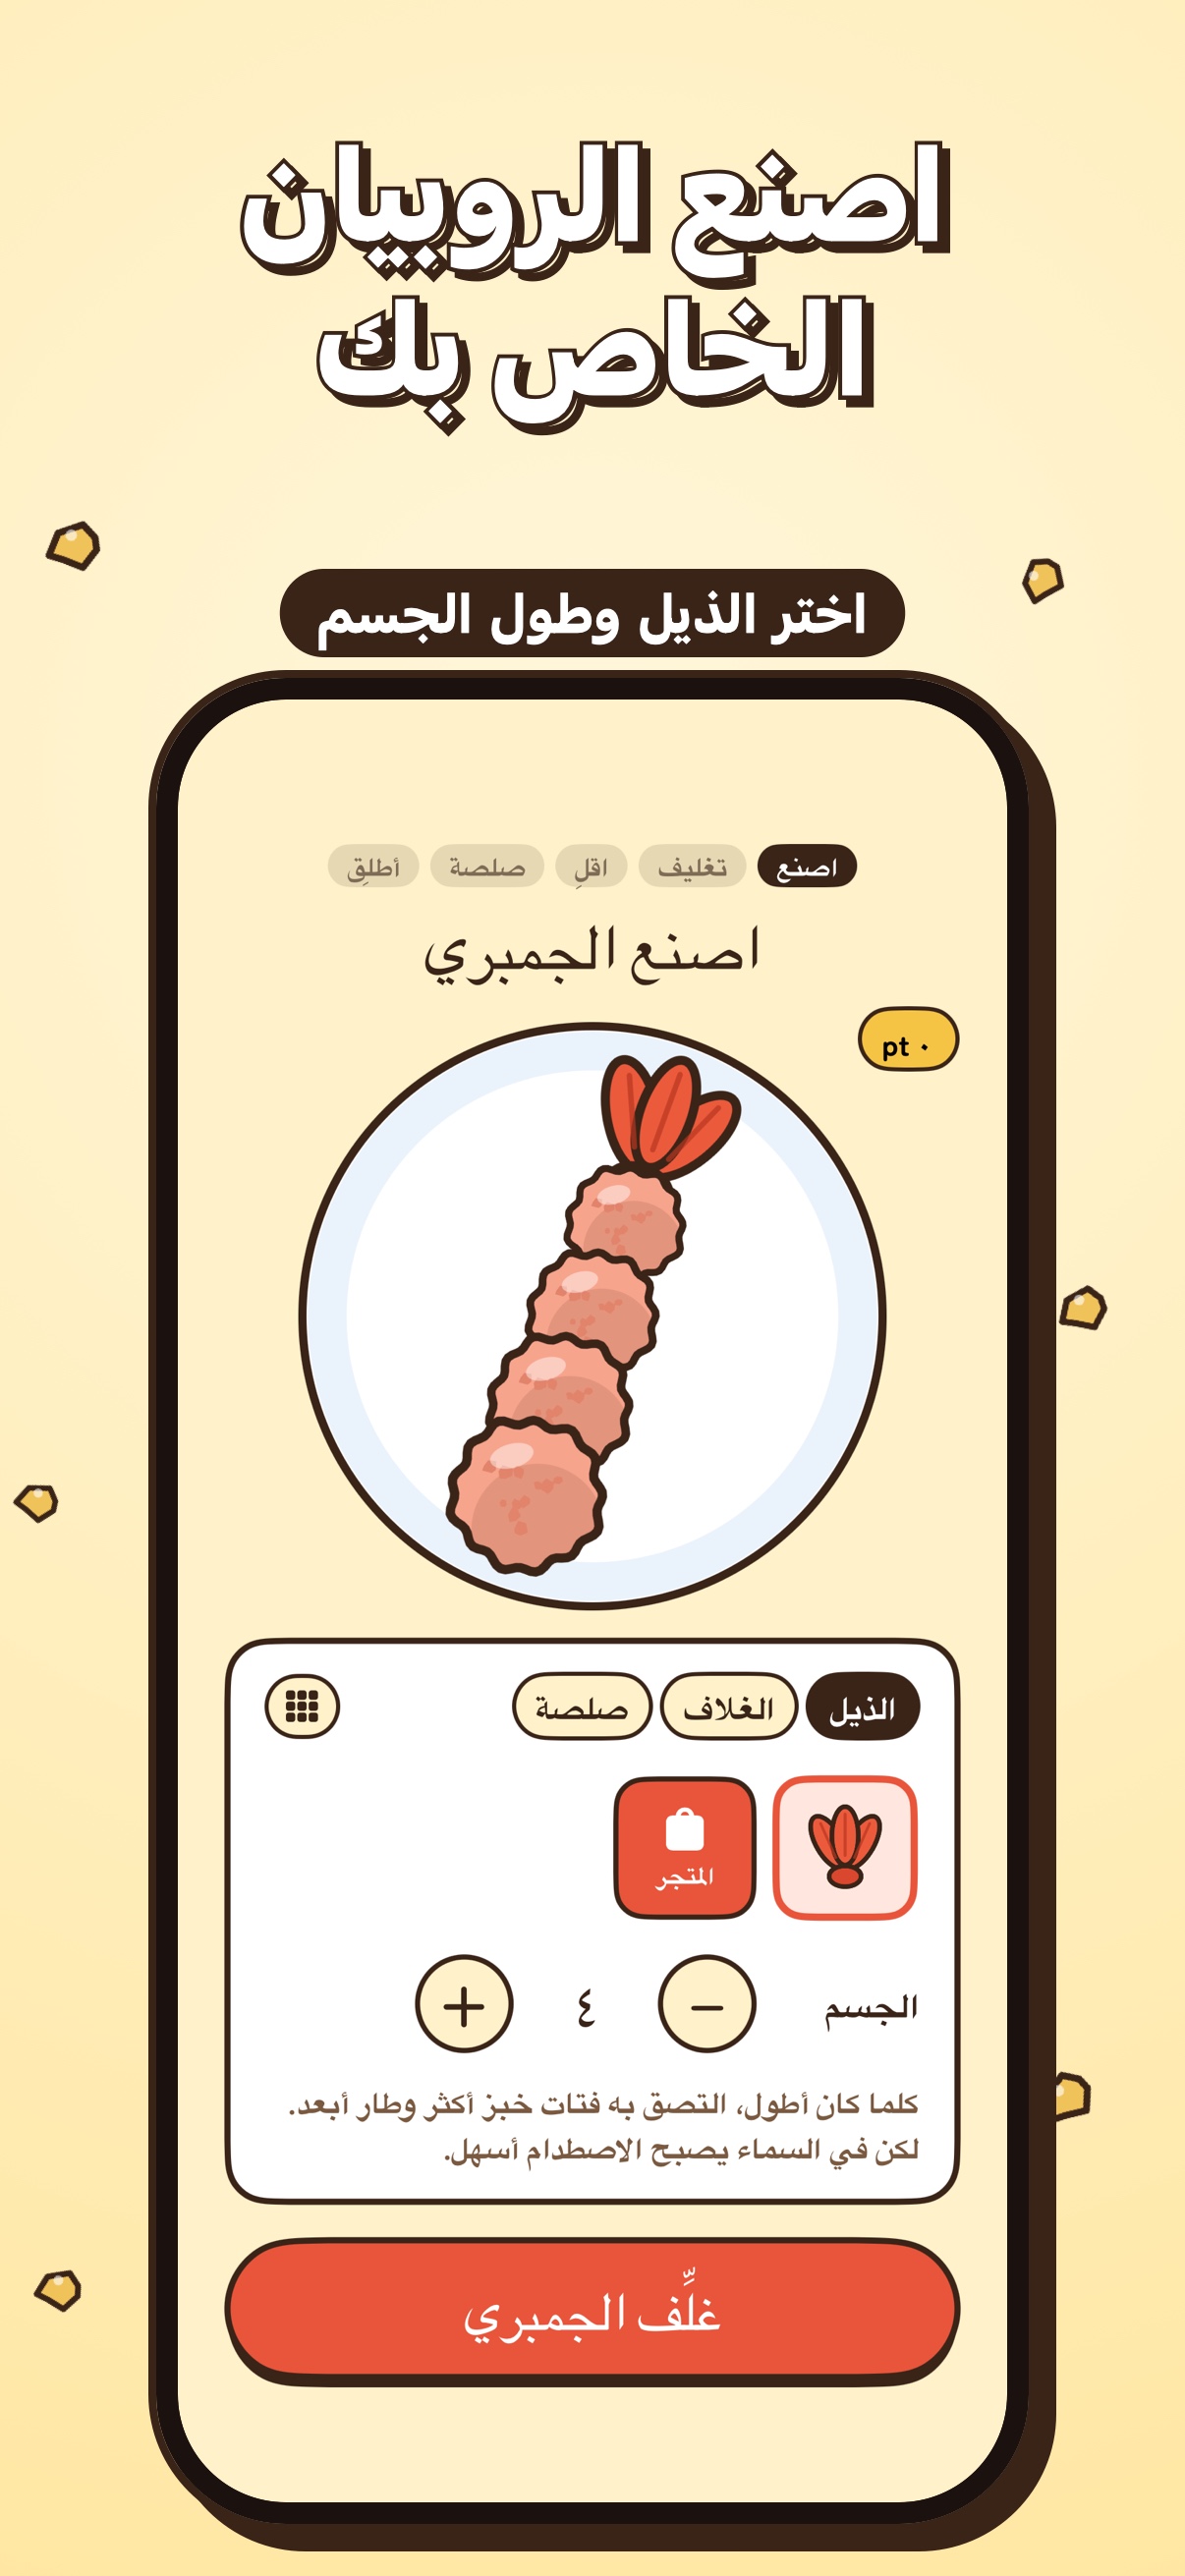 اصنع الروبيان
الخاص بك
اختر الذيل وطول الجسم
اصنع تغليف اقلِ صلصة أطلِق
اصنع الجمبري
٠ pt
الذيل الغلاف صلصة
المتجر
الجسم − ٤ +
كلما كان أطول، التصق به فتات خبز أكثر وطار أبعد.
لكن في السماء يصبح الاصطدام أسهل.
غلِّف الجمبري